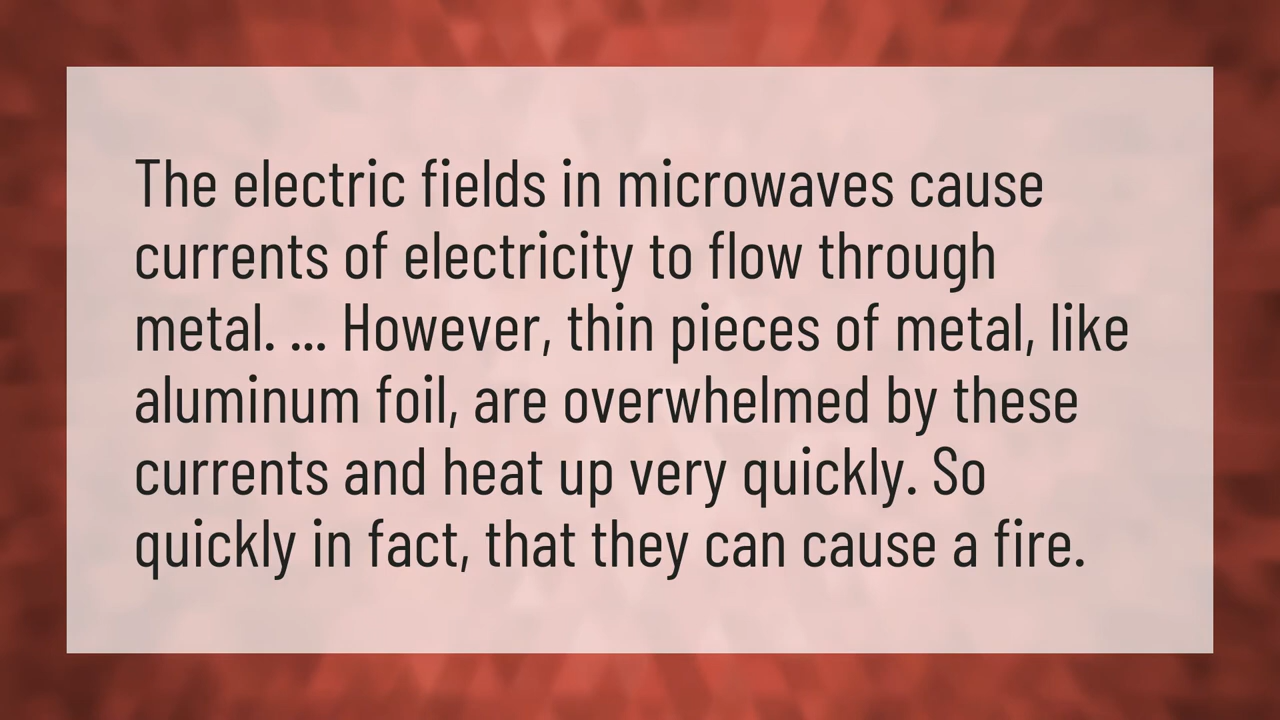 The electric fields in microwaves cause
currents of electricity to flow through
metal. ... However, thin pieces of metal, like
aluminum foil, are overwhelmed by these
currents and heat up very quickly. So
quickly in fact, that they can cause a fire.